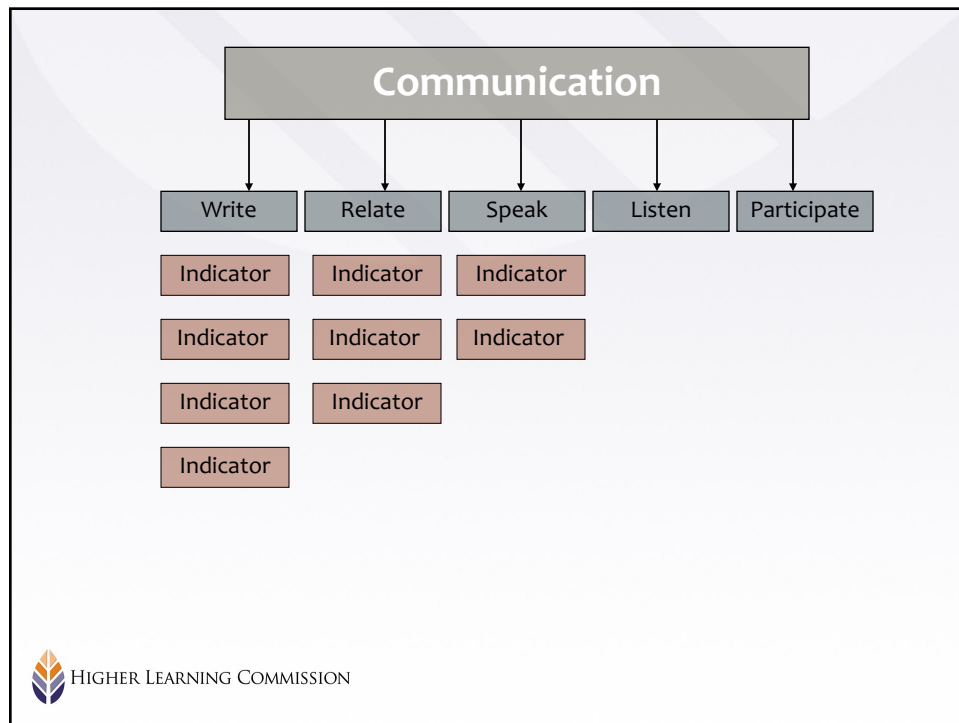 Communication
Write Relate Speak Listen Participate
Indicator Indicator Indicator
Indicator Indicator Indicator
Indicator Indicator
Indicator
HIGHER LEARNING COMMISSION